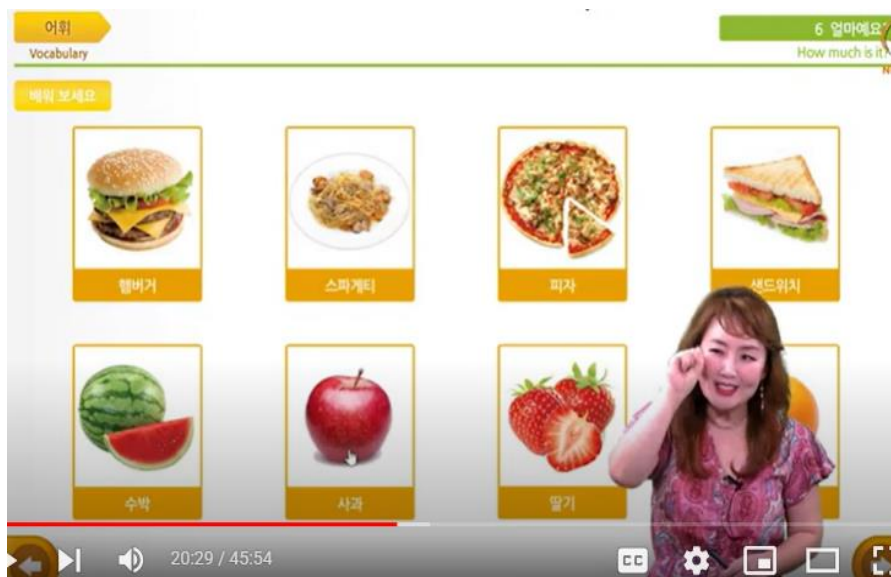 어휘
Vocabulary
6 얼마예요?
How much is it?
배워 보세요
햄버거
스파게티
피자
샌드위치
수박
사과
딸기
20:29 / 45:54
CC